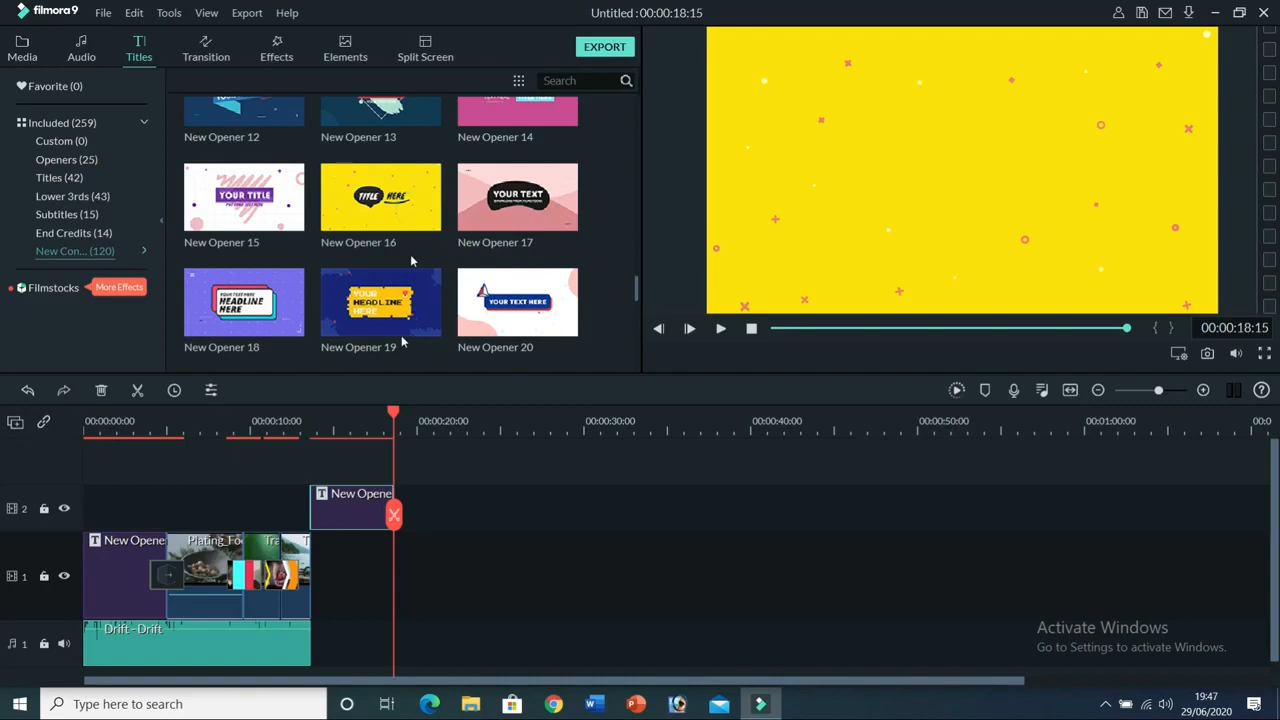 filmora9 File Edit Tools View Export Help Untitled : 00:00:18:15
Media Audio Titles Transition Effects Elements Split Screen EXPORT
Favorite (0)
Search
Included (259)
Custom (0)
Openers (25)
Titles (42)
Lower 3rds (43)
Subtitles (15)
End Credits (14)
New Con... (120)
Filmstocks More Effects
New Opener 12 New Opener 13 New Opener 14
YOUR TITLE
TITLE HERE
YOUR TEXT
New Opener 15 New Opener 16 New Opener 17
YOUR TEXT HERE
HEADLINE
HERE
YOUR
HEADLINE
HERE
YOUR TEXT HERE
New Opener 18 New Opener 19 New Opener 20
00:00:18:15
00:00:00:00 00:00:10:00 00:00:20:00 00:00:30:00 00:00:40:00 00:00:50:00 00:01:00:00 00:0
T New Opene
2
T New Opene Plating_Fo Tra T
1
Drift - Drift
1
Activate Windows
Go to Settings to activate Windows.
Type here to search
19:47
29/06/2020